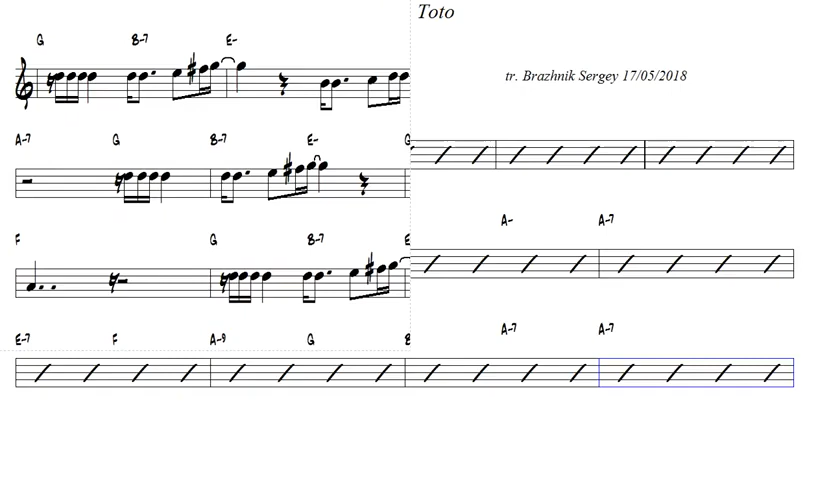 Toto
G B-7 E-
tr. Brazhnik Sergey 17/05/2018
A-7 G B-7 E- G
A- A-7
F G B-7 E
E-7 F A-9 G B A-7 A-7